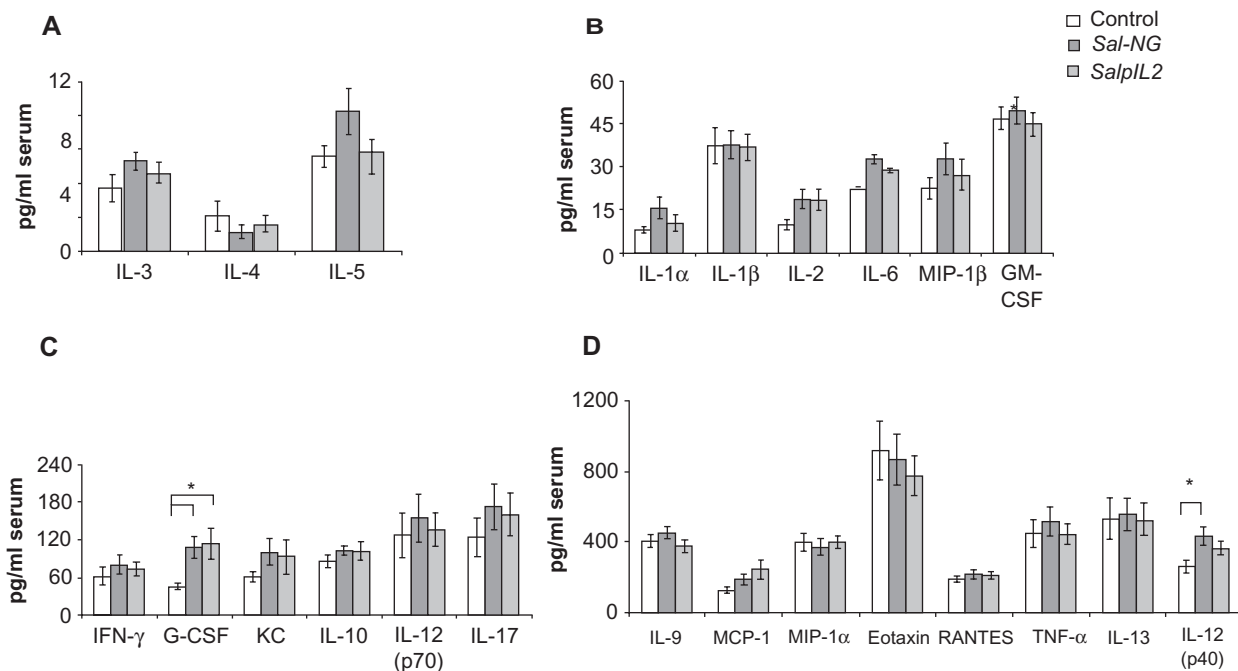 A
pg/ml serum
12
8
4
0
IL-3 IL-4 IL-5
B
Control
Sal-NG
SalpIL2
pg/ml serum
60
45
30
15
0
*
IL-1α IL-1β IL-2 IL-6 MIP-1β GM-
CSF
C
pg/ml serum
240
180
120
60
0
*
IFN-γ G-CSF KC IL-10 IL-12 IL-17
(p70)
D
pg/ml serum
1200
800
400
0
*
IL-9 MCP-1 MIP-1α Eotaxin RANTES TNF-α IL-13 IL-12
(p40)